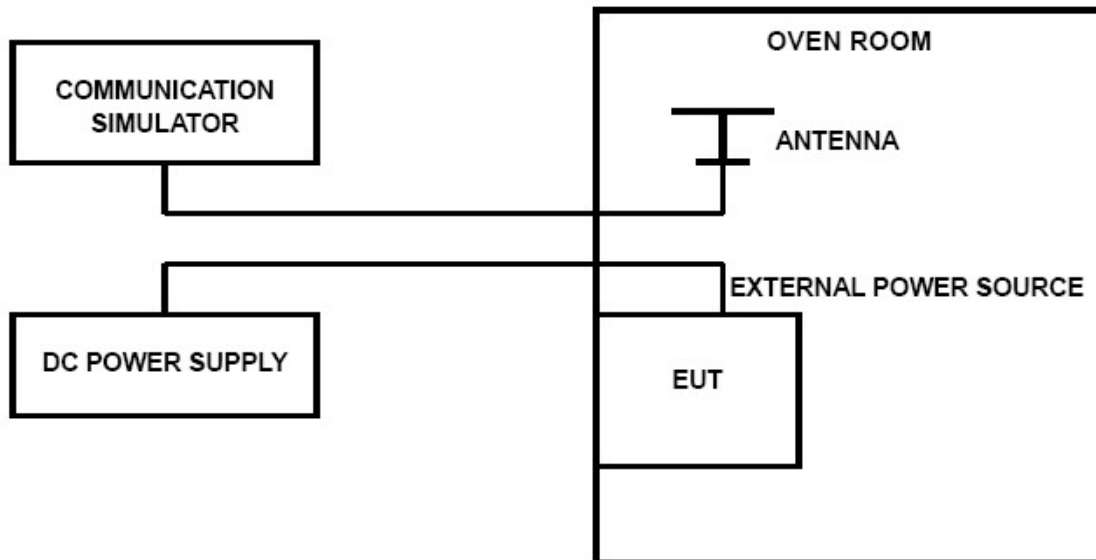 OVEN ROOM
COMMUNICATION
SIMULATOR
ANTENNA
EXTERNAL POWER SOURCE
DC POWER SUPPLY
EUT